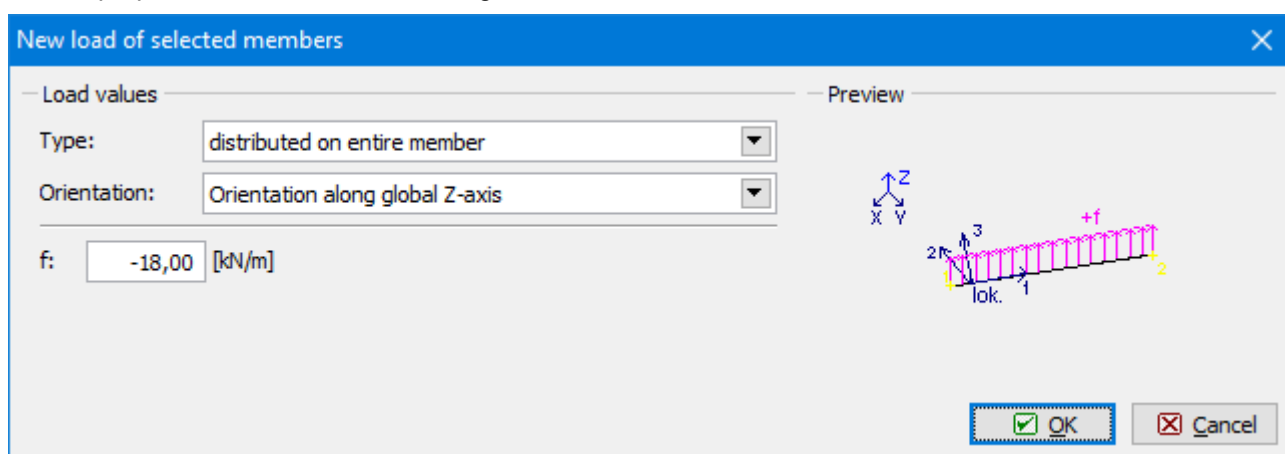 New load of selected members
Load values
Preview
Type:
distributed on entire member
Orientation:
Orientation along global Z-axis
f:
-18,00
[kN/m]
Z
X Y
+f
3
2
1
2
lok.
1
OK
Cancel